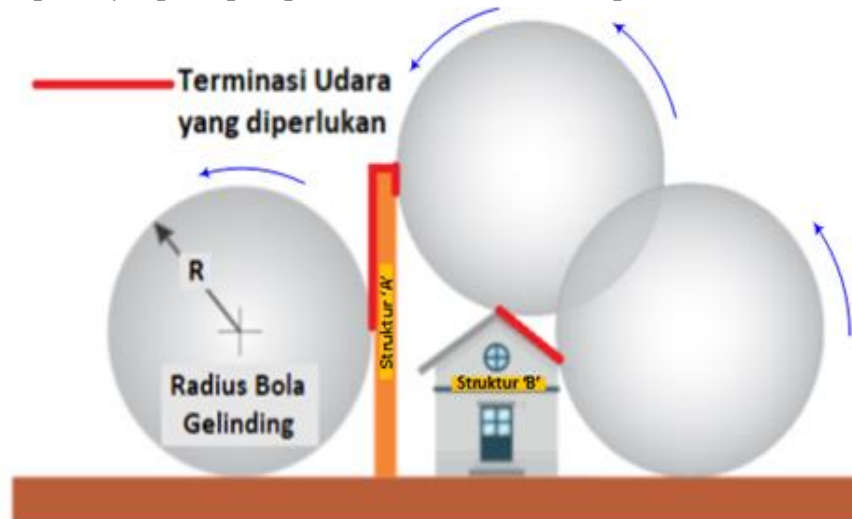 Terminasi Udara
yang diperlukan
R
Radius Bola
Gelinding
Struktur 'A'
Struktur 'B'